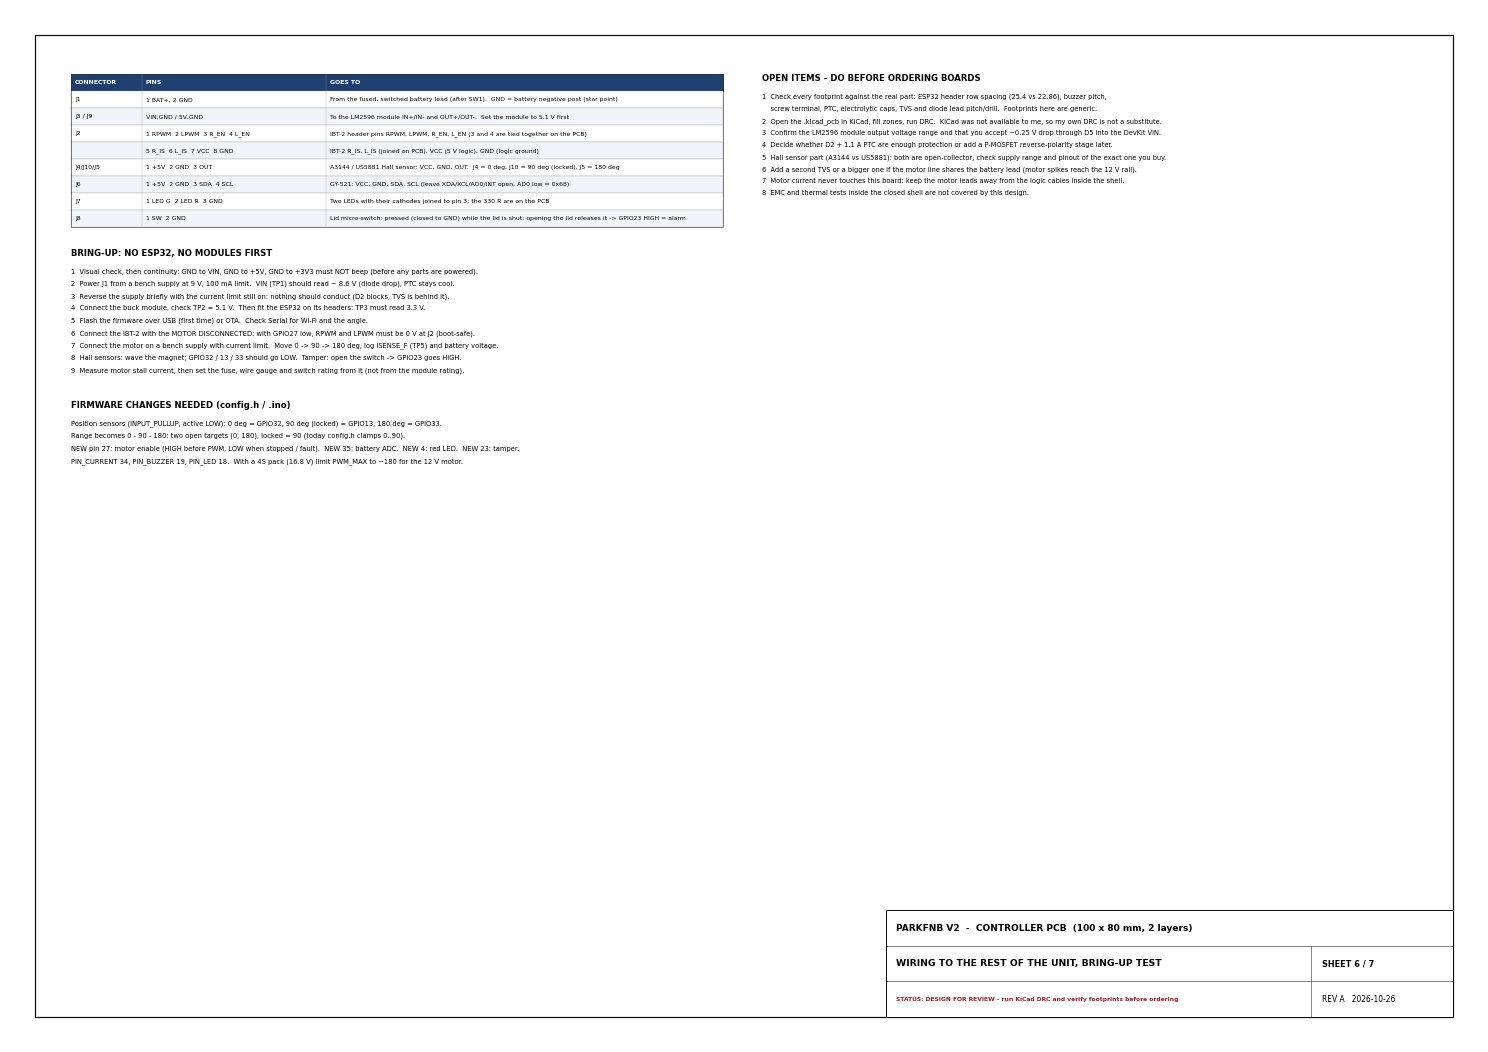 CONNECTOR PINS GOES TO
J1 1 BAT+, 2 GND From the fused, switched battery lead (after SW1). GND = battery negative post (star point)
J3 / J9 VIN,GND / 5V,GND To the LM2596 module IN+/IN- and OUT+/OUT-. Set the module to 5.1 V first
J2 1 RPWM 2 LPWM 3 R_EN 4 L_EN IBT-2 header pins RPWM, LPWM, R_EN, L_EN (3 and 4 are tied together on the PCB)
5 R_IS 6 L_IS 7 VCC 8 GND IBT-2 R_IS, L_IS (joined on PCB), VCC (5 V logic), GND (logic ground)
J4/J10/J5 1 +5V 2 GND 3 OUT A3144 / US5881 Hall sensor: VCC, GND, OUT. J4 = 0 deg, J10 = 90 deg (locked), J5 = 180 deg
J6 1 +5V 2 GND 3 SDA 4 SCL GY-521: VCC, GND, SDA, SCL (leave XDA/XCL/AD0/INT open, AD0 low = 0x68)
J7 1 LED G 2 LED R 3 GND Two LEDs with their cathodes joined to pin 3; the 330 R are on the PCB
J8 1 SW 2 GND Lid micro-switch: pressed (closed to GND) while the lid is shut; opening the lid releases it -> GPIO23 HIGH = alarm
BRING-UP: NO ESP32, NO MODULES FIRST
1 Visual check, then continuity: GND to VIN, GND to +5V, GND to +3V3 must NOT beep (before any parts are powered).
2 Power J1 from a bench supply at 9 V, 100 mA limit. VIN (TP1) should read ~ 8.6 V (diode drop), PTC stays cool.
3 Reverse the supply briefly with the current limit still on: nothing should conduct (D2 blocks, TVS is behind it).
4 Connect the buck module, check TP2 = 5.1 V. Then fit the ESP32 on its headers: TP3 must read 3.3 V.
5 Flash the firmware over USB (first time) or OTA. Check Serial for Wi-Fi and the angle.
6 Connect the IBT-2 with the MOTOR DISCONNECTED: with GPIO27 low, RPWM and LPWM must be 0 V at J2 (boot-safe).
7 Connect the motor on a bench supply with current limit. Move 0 -> 90 -> 180 deg, log ISENSE_F (TP5) and battery voltage.
8 Hall sensors: wave the magnet; GPIO32 / 13 / 33 should go LOW. Tamper: open the switch -> GPIO23 goes HIGH.
9 Measure motor stall current, then set the fuse, wire gauge and switch rating from it (not from the module rating).
FIRMWARE CHANGES NEEDED (config.h / .ino)
Position sensors (INPUT_PULLUP, active LOW): 0 deg = GPIO32, 90 deg (locked) = GPIO13, 180 deg = GPIO33.
Range becomes 0 - 90 - 180: two open targets (0, 180), locked = 90 (today config.h clamps 0..90).
NEW pin 27: motor enable (HIGH before PWM, LOW when stopped / fault). NEW 35: battery ADC. NEW 4: red LED. NEW 23: tamper.
PIN_CURRENT 34, PIN_BUZZER 19, PIN_LED 18. With a 4S pack (16.8 V) limit PWM_MAX to ~180 for the 12 V motor.
OPEN ITEMS - DO BEFORE ORDERING BOARDS
1 Check every footprint against the real part: ESP32 header row spacing (25.4 vs 22.86), buzzer pitch,
screw terminal, PTC, electrolytic caps, TVS and diode lead pitch/drill. Footprints here are generic.
2 Open the .kicad_pcb in KiCad, fill zones, run DRC. KiCad was not available to me, so my own DRC is not a substitute.
3 Confirm the LM2596 module output voltage range and that you accept ~0.25 V drop through D5 into the DevKit VIN.
4 Decide whether D2 + 1.1 A PTC are enough protection or add a P-MOSFET reverse-polarity stage later.
5 Hall sensor part (A3144 vs US5881): both are open-collector, check supply range and pinout of the exact one you buy.
6 Add a second TVS or a bigger one if the motor line shares the battery lead (motor spikes reach the 12 V rail).
7 Motor current never touches this board: keep the motor leads away from the logic cables inside the shell.
8 EMC and thermal tests inside the closed shell are not covered by this design.
PARKFNB V2 - CONTROLLER PCB (100 x 80 mm, 2 layers)
WIRING TO THE REST OF THE UNIT, BRING-UP TEST SHEET 6 / 7
STATUS: DESIGN FOR REVIEW - run KiCad DRC and verify footprints before ordering REV A 2026-10-26